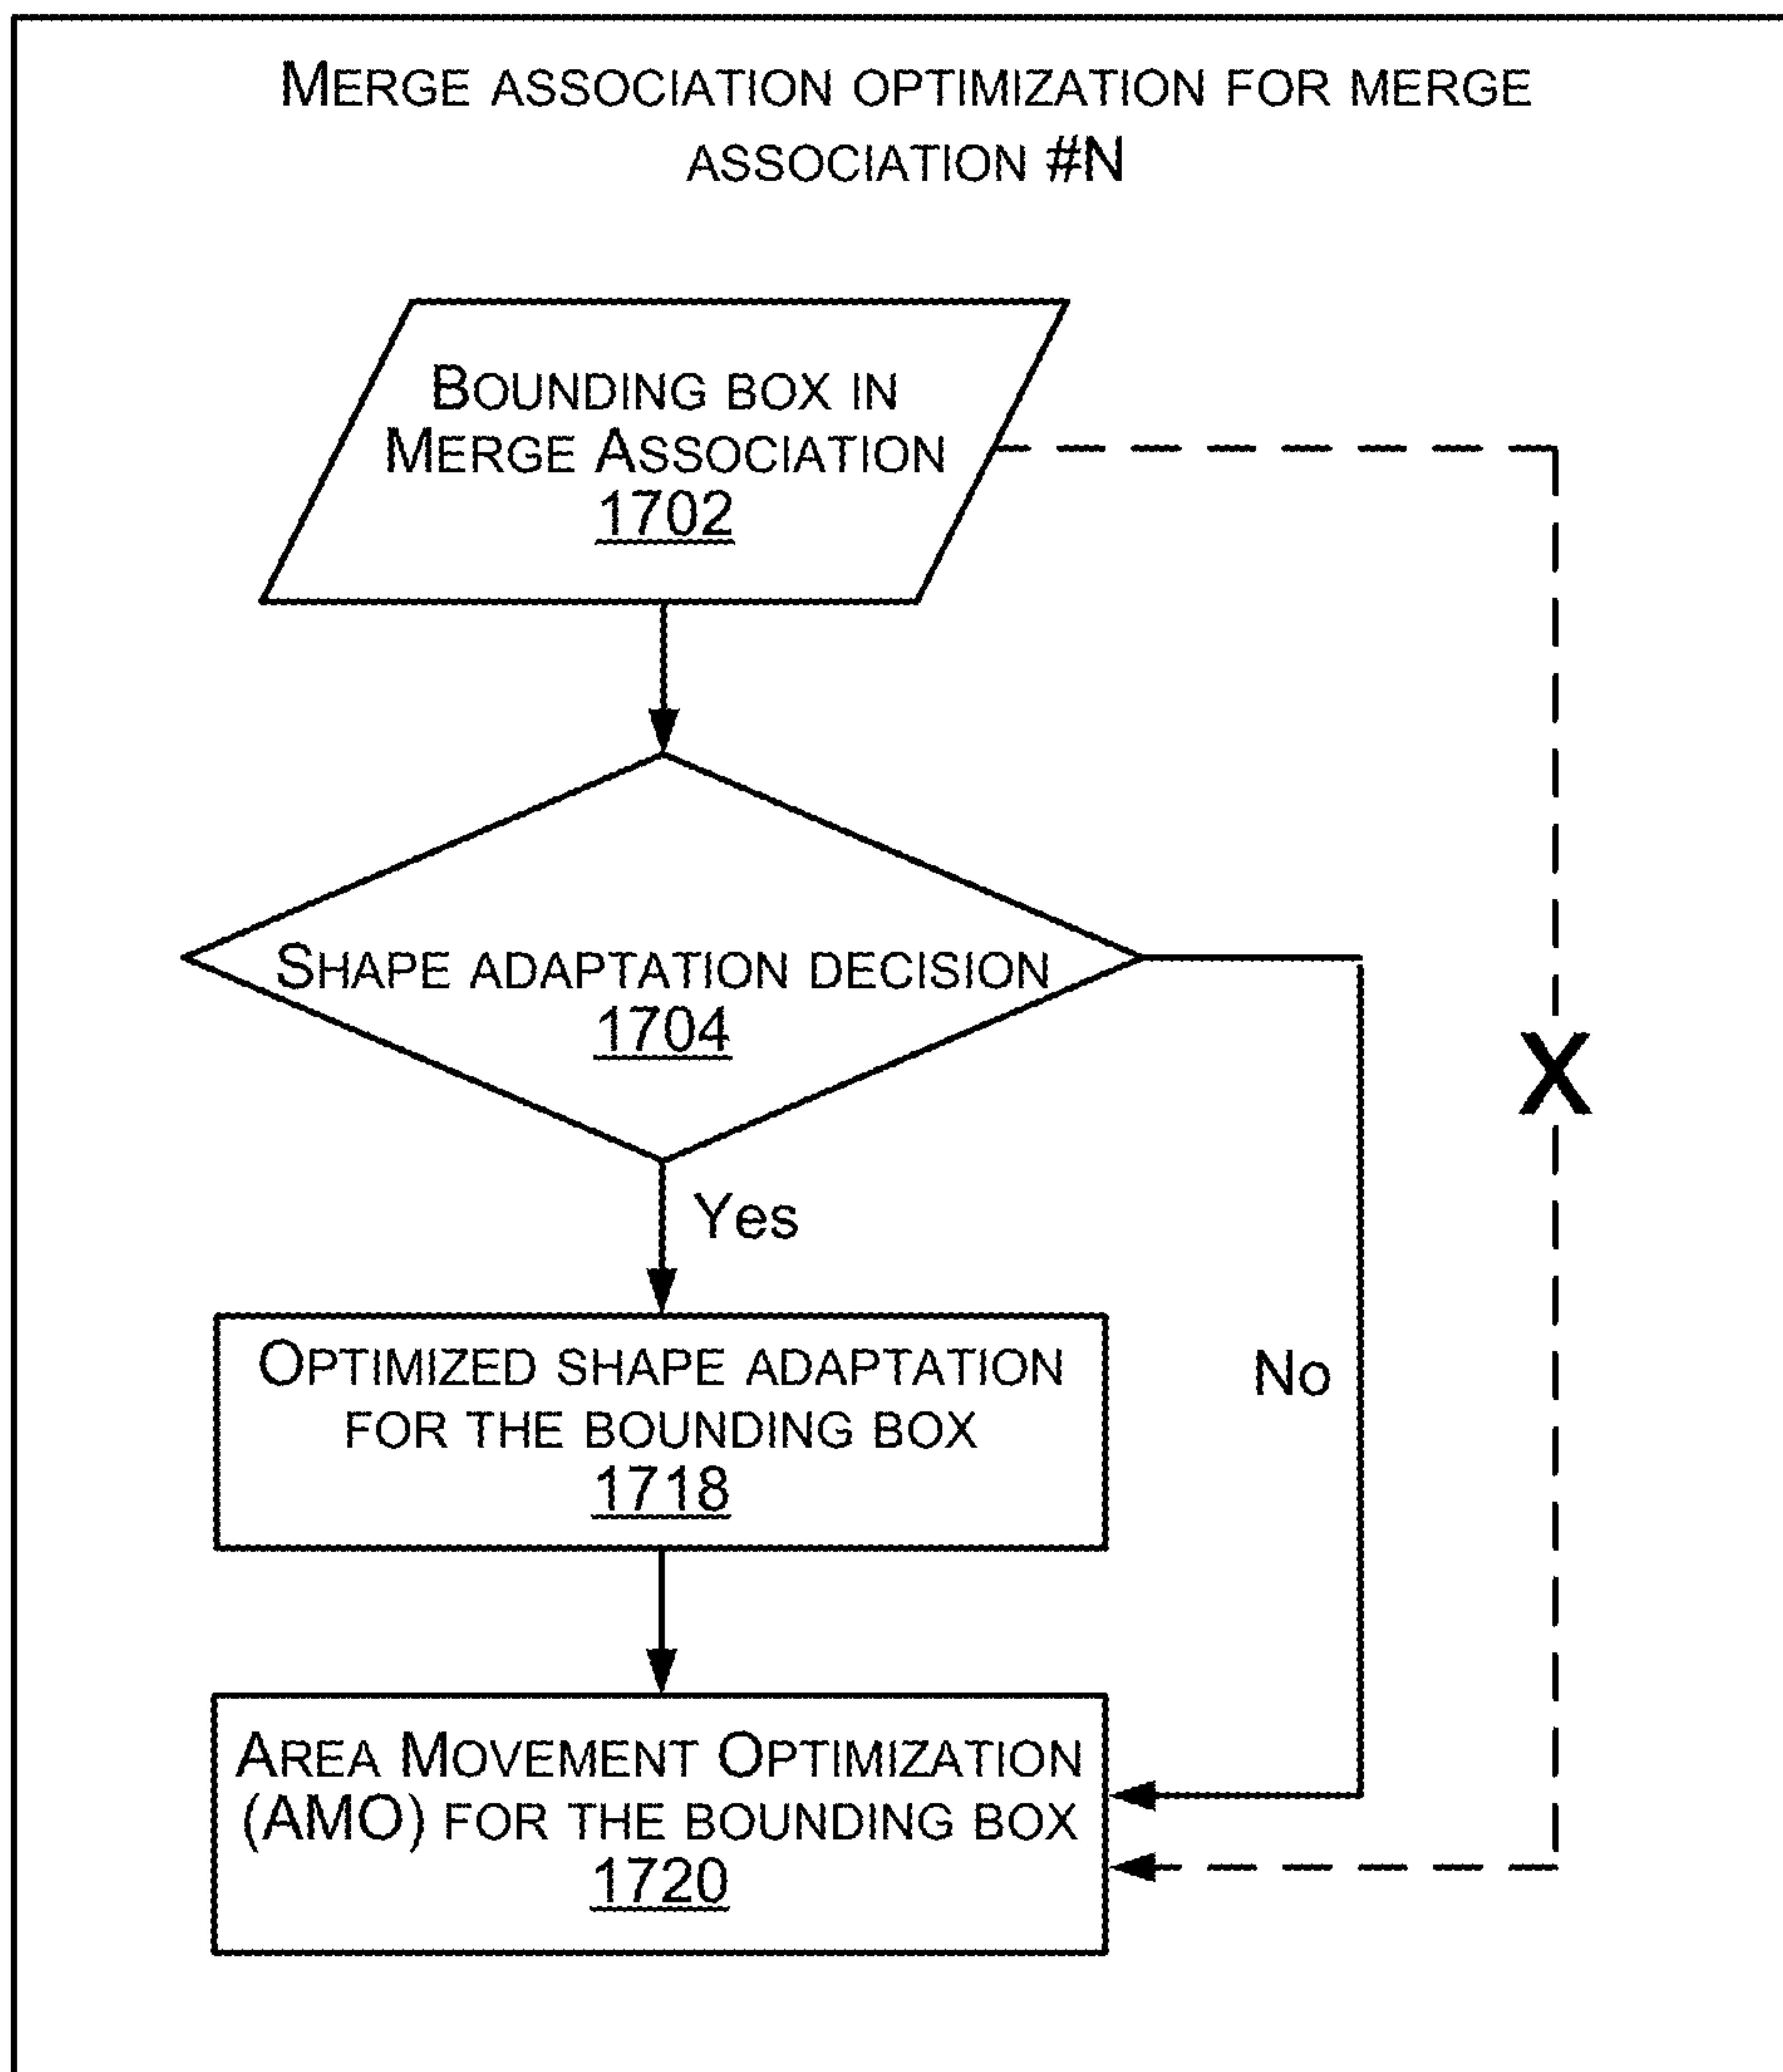 MERGE ASSOCIATION OPTIMIZATION FOR MERGE
ASSOCIATION #N
BOUNDING BOX IN
MERGE ASSOCIATION
1702
SHAPE ADAPTATION DECISION
1704
X
Yes
OPTIMIZED SHAPE ADAPTATION
FOR THE BOUNDING BOX
1718
No
AREA MOVEMENT OPTIMIZATION
(AMO) FOR THE BOUNDING BOX
1720